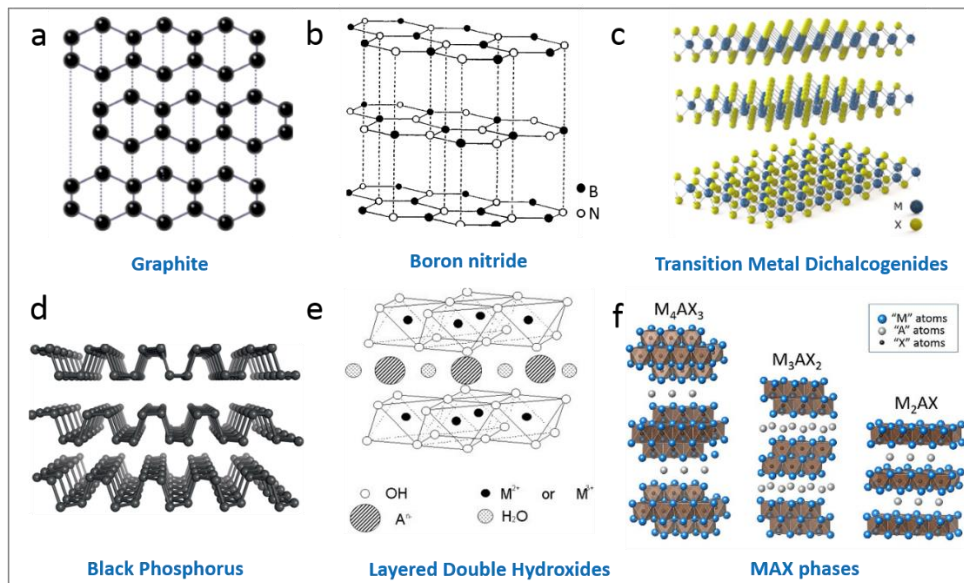 a
b
c
B
N
M
X
Graphite
Boron nitride
Transition Metal Dichalcogenides
d
e
f
M₄AX₃
M₃AX₂
M₂AX
"M" atoms
"A" atoms
"X" atoms
OH
M²⁺ or M³⁺
Aⁿ⁻
H₂O
Black Phosphorus
Layered Double Hydroxides
MAX phases